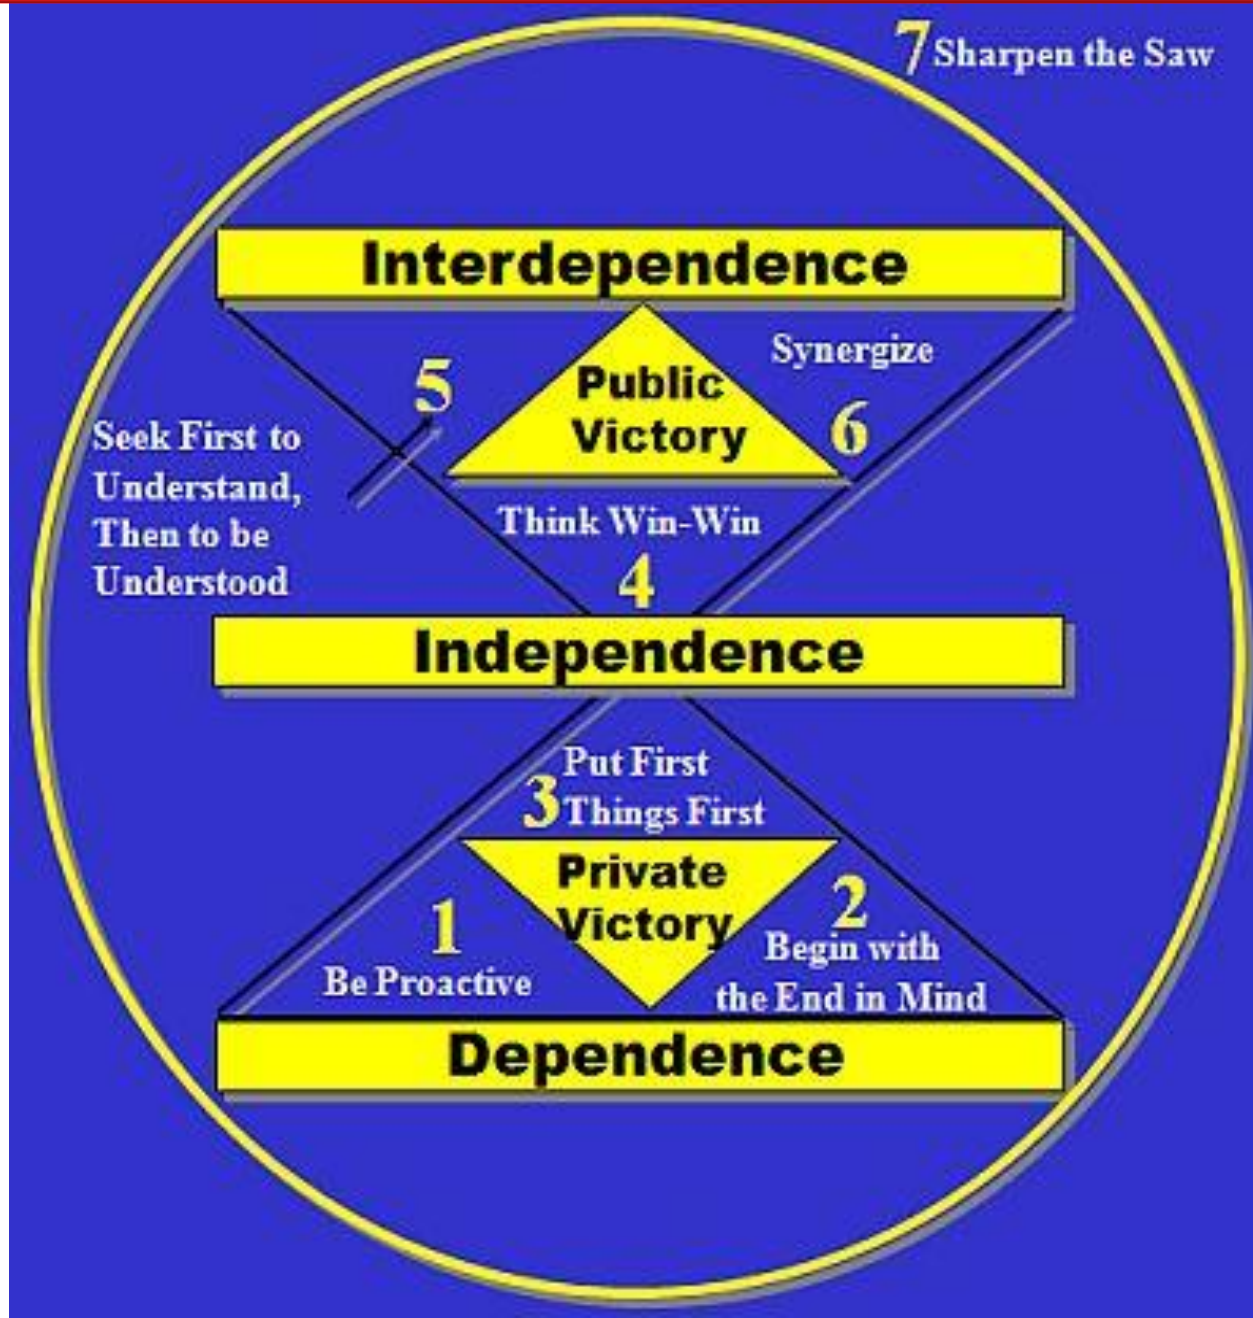 7 Sharpen the Saw
Interdependence
Synergize
5
Public
Victory
6
Seek First to
Understand,
Then to be
Understood
Think Win-Win
4
Independence
Put First
3 Things First
Private
Victory
1
Be Proactive
2
Begin with
the End in Mind
Dependence